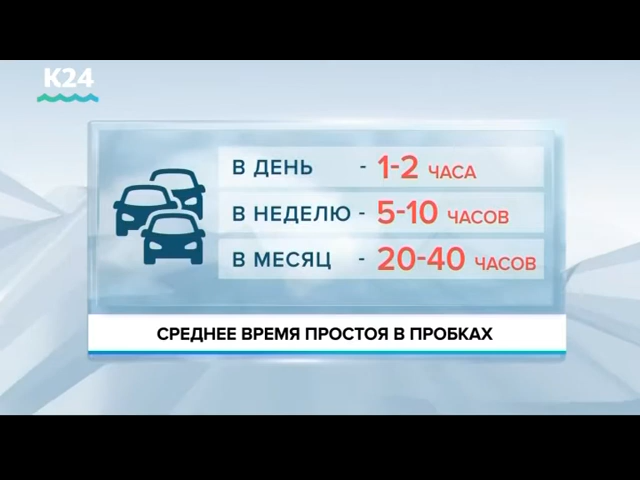 К24
В ДЕНЬ - 1-2 ЧАСА
В НЕДЕЛЮ - 5-10 ЧАСОВ
В МЕСЯЦ - 20-40 ЧАСОВ
СРЕДНЕЕ ВРЕМЯ ПРОСТОЯ В ПРОБКАХ